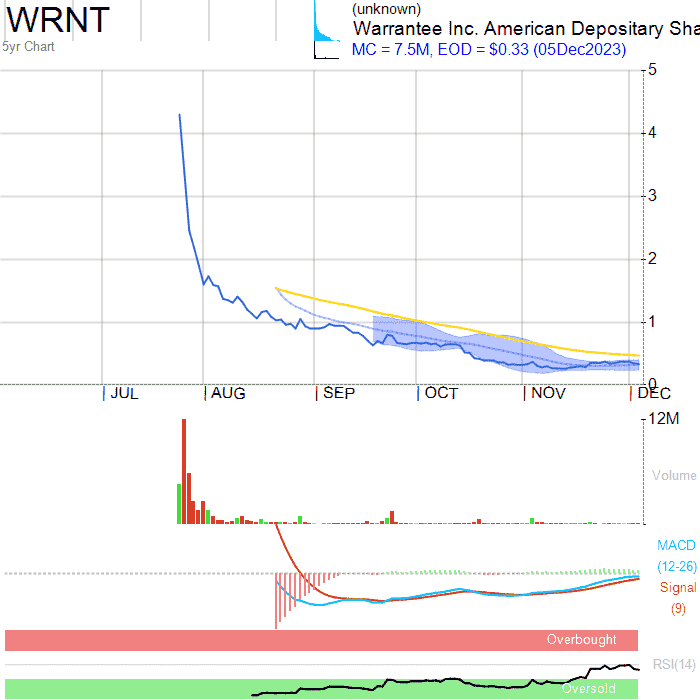 WRNT
(unknown)
Warrantee Inc. American Depositary Sha
5yr Chart
MC = 7.5M, EOD = $0.33 (05Dec2023)
5
4
3
2
1
0
JUL AUG SEP OCT NOV DEC
12M
Volume
MACD
(12-26)
Signal
(9)
Overbought
RSI(14)
Oversold